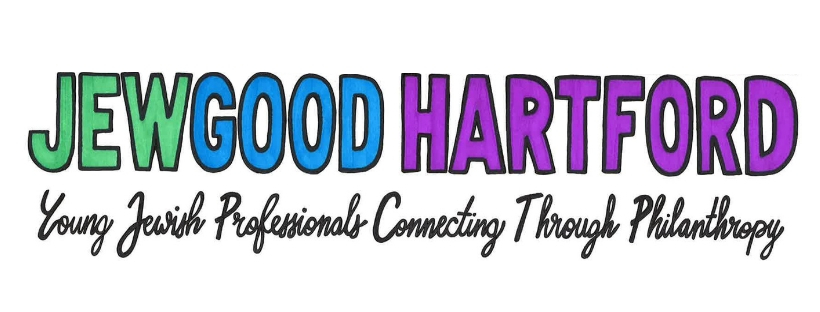 JEWGOOD HARTFORD
Young Jewish Professionals Connecting Through Philanthropy